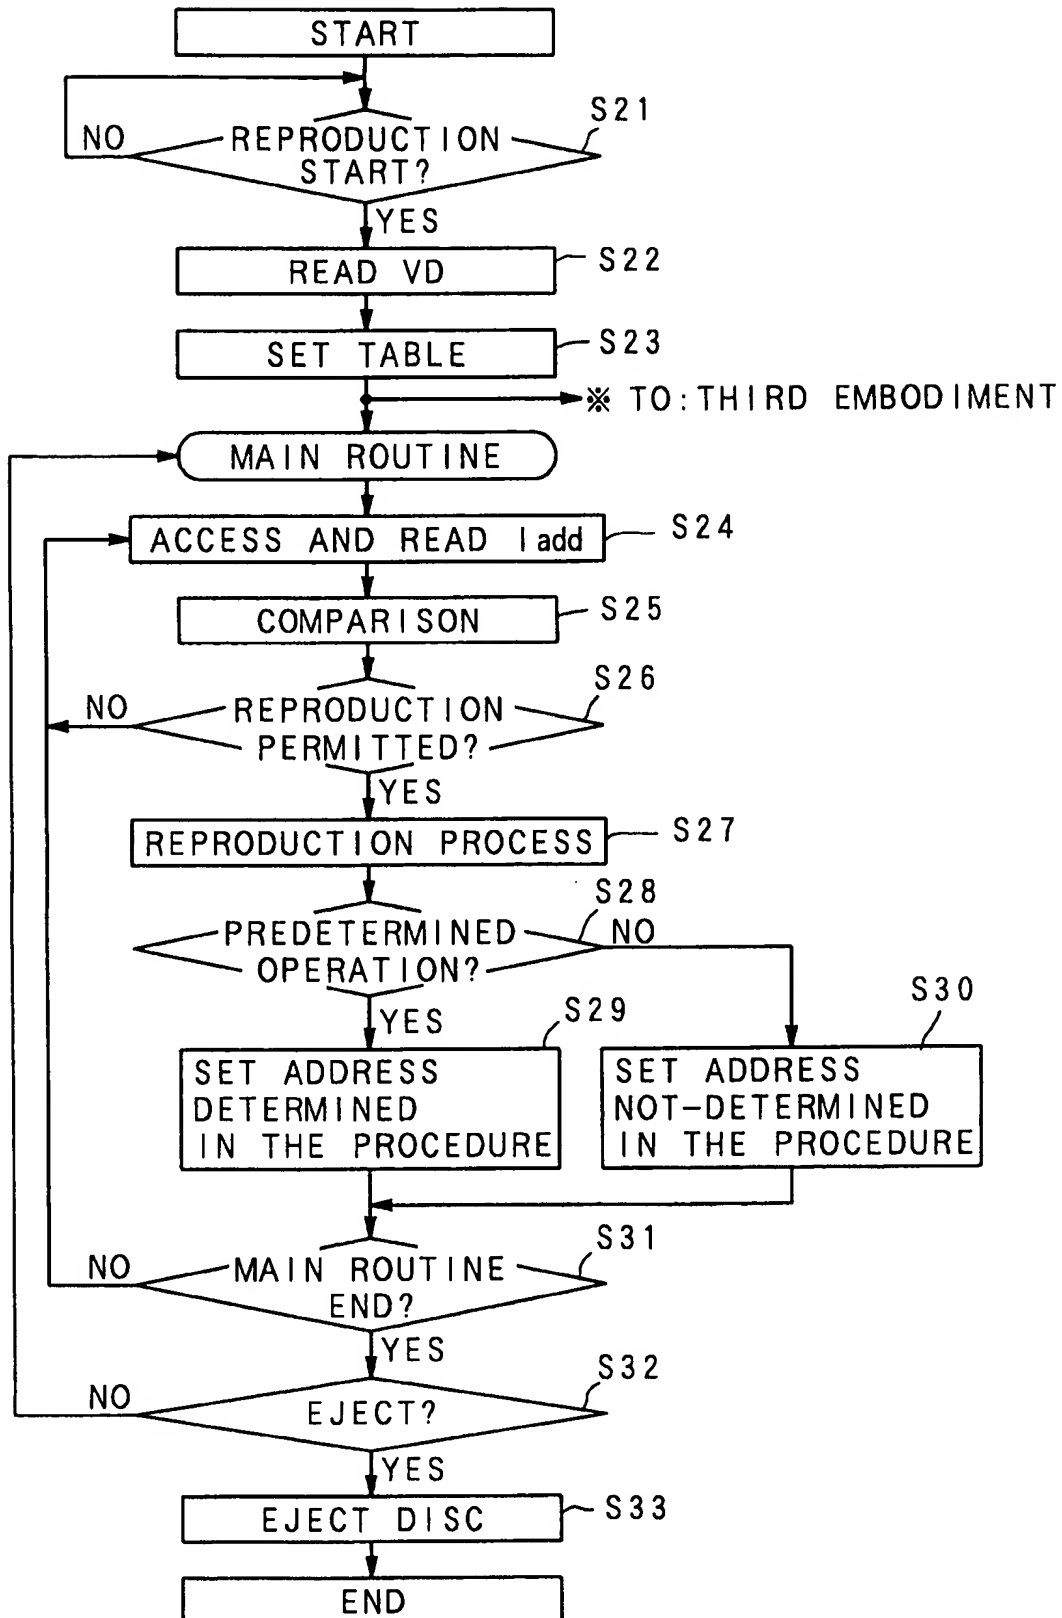 START
S21
NO
REPRODUCTION
START?
YES
READ VD
S22
SET TABLE
S23
※ TO:THIRD EMBODIMENT
MAIN ROUTINE
ACCESS AND READ Iadd
S24
COMPARISON
S25
S26
NO
REPRODUCTION
PERMITTED?
YES
REPRODUCTION PROCESS
S27
S28
PREDETERMINED
OPERATION?
NO
YES
S29
S30
SET ADDRESS
DETERMINED
IN THE PROCEDURE
SET ADDRESS
NOT-DETERMINED
IN THE PROCEDURE
S31
NO
MAIN ROUTINE
END?
YES
S32
NO
EJECT?
YES
EJECT DISC
S33
END